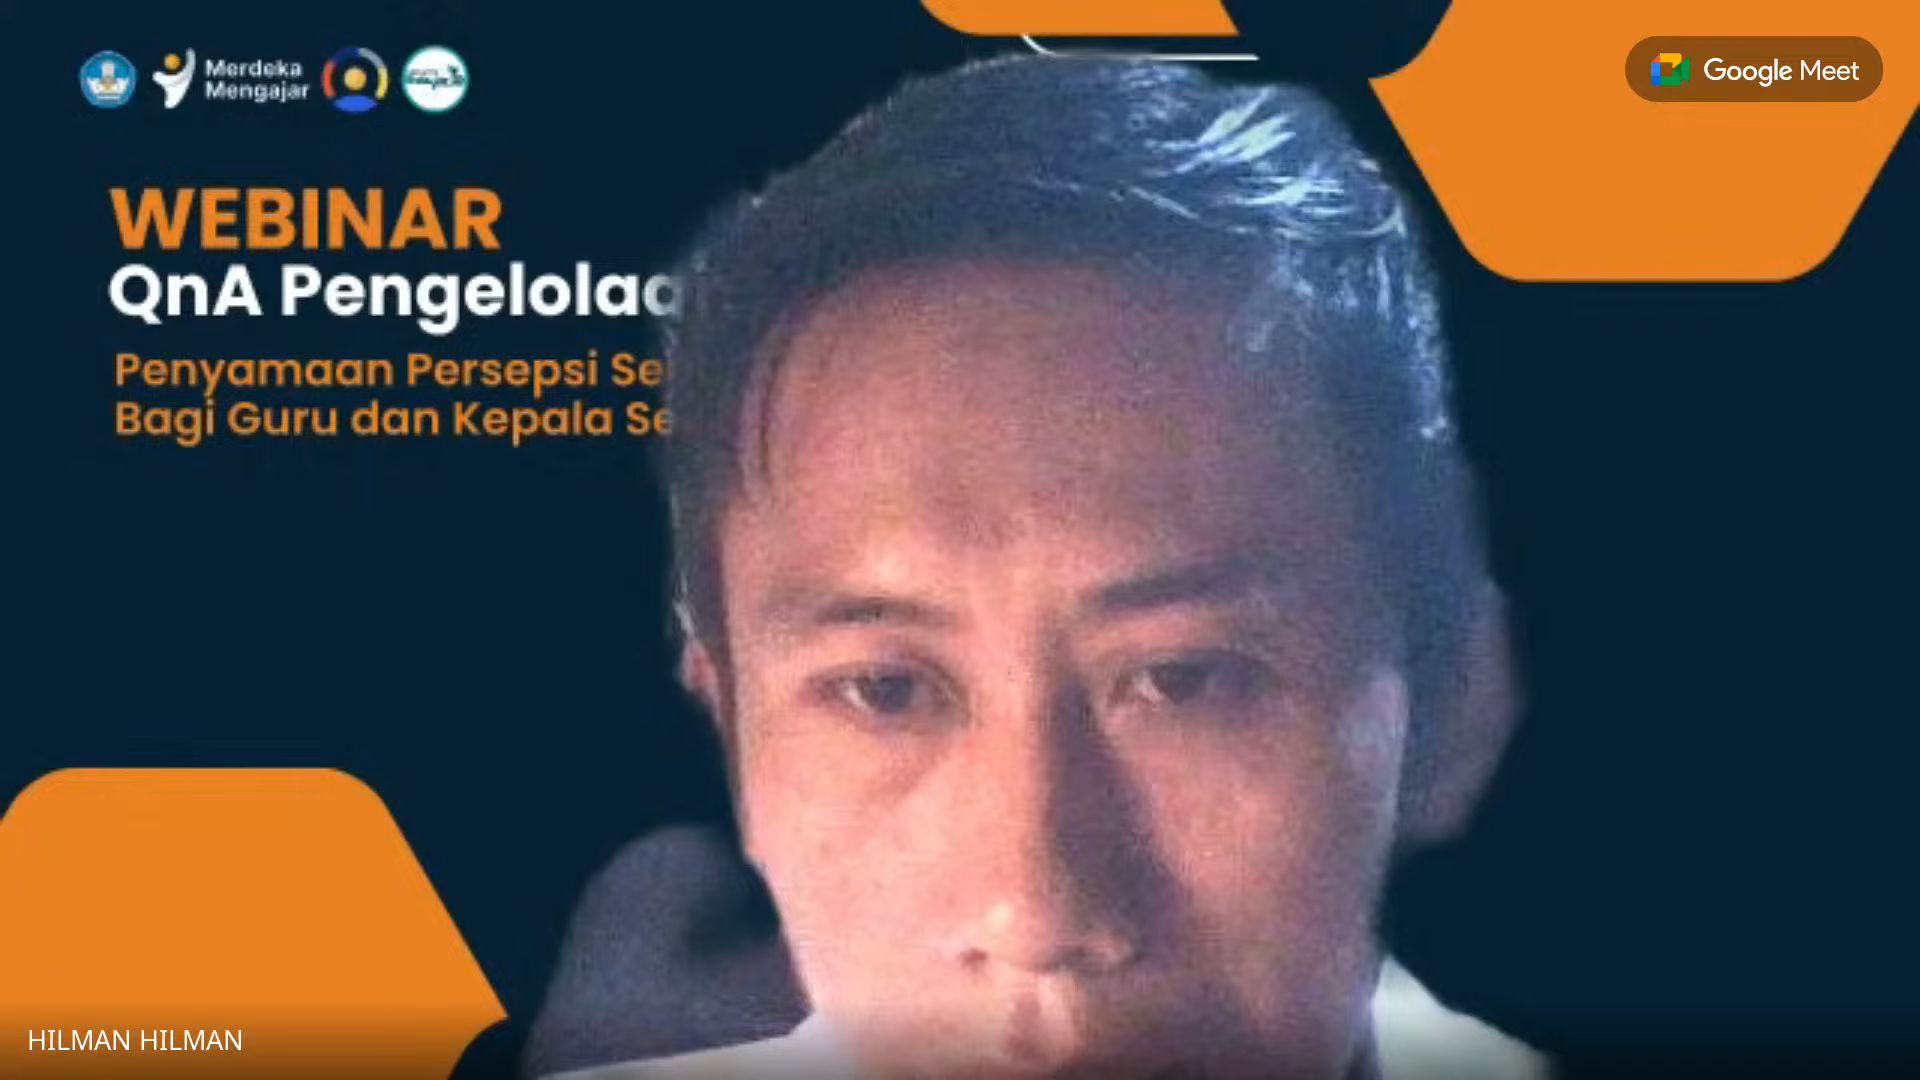 Merdeka
Mengajar
Google Meet
WEBINAR
QnA Pengelolaa
Penyamaan Persepsi Se
Bagi Guru dan Kepala Se
HILMAN HILMAN